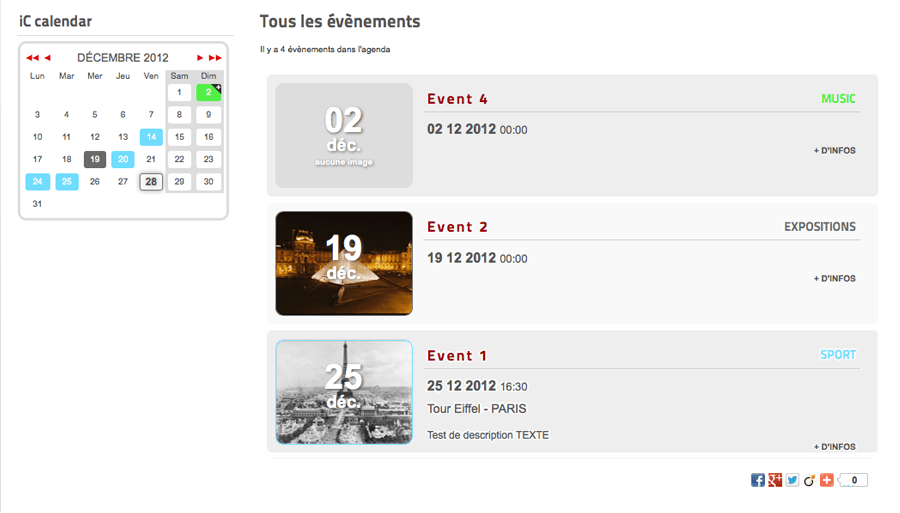 iC calendar
DÉCEMBRE 2012
Lun Mar Mer Jeu Ven Sam Dim
1 2
3 4 5 6 7 8 9
10 11 12 13 14 15 16
17 18 19 20 21 22 23
24 25 26 27 28 29 30
31
Tous les évènements
Il y a 4 évènements dans l'agenda
02
déc.
aucune image
Event 4
MUSIC
02 12 2012 00:00
+ D'INFOS
19
déc.
Event 2
EXPOSITIONS
19 12 2012 00:00
+ D'INFOS
25
déc.
Event 1
SPORT
25 12 2012 16:30
Tour Eiffel - PARIS
Test de description TEXTE
+ D'INFOS
0